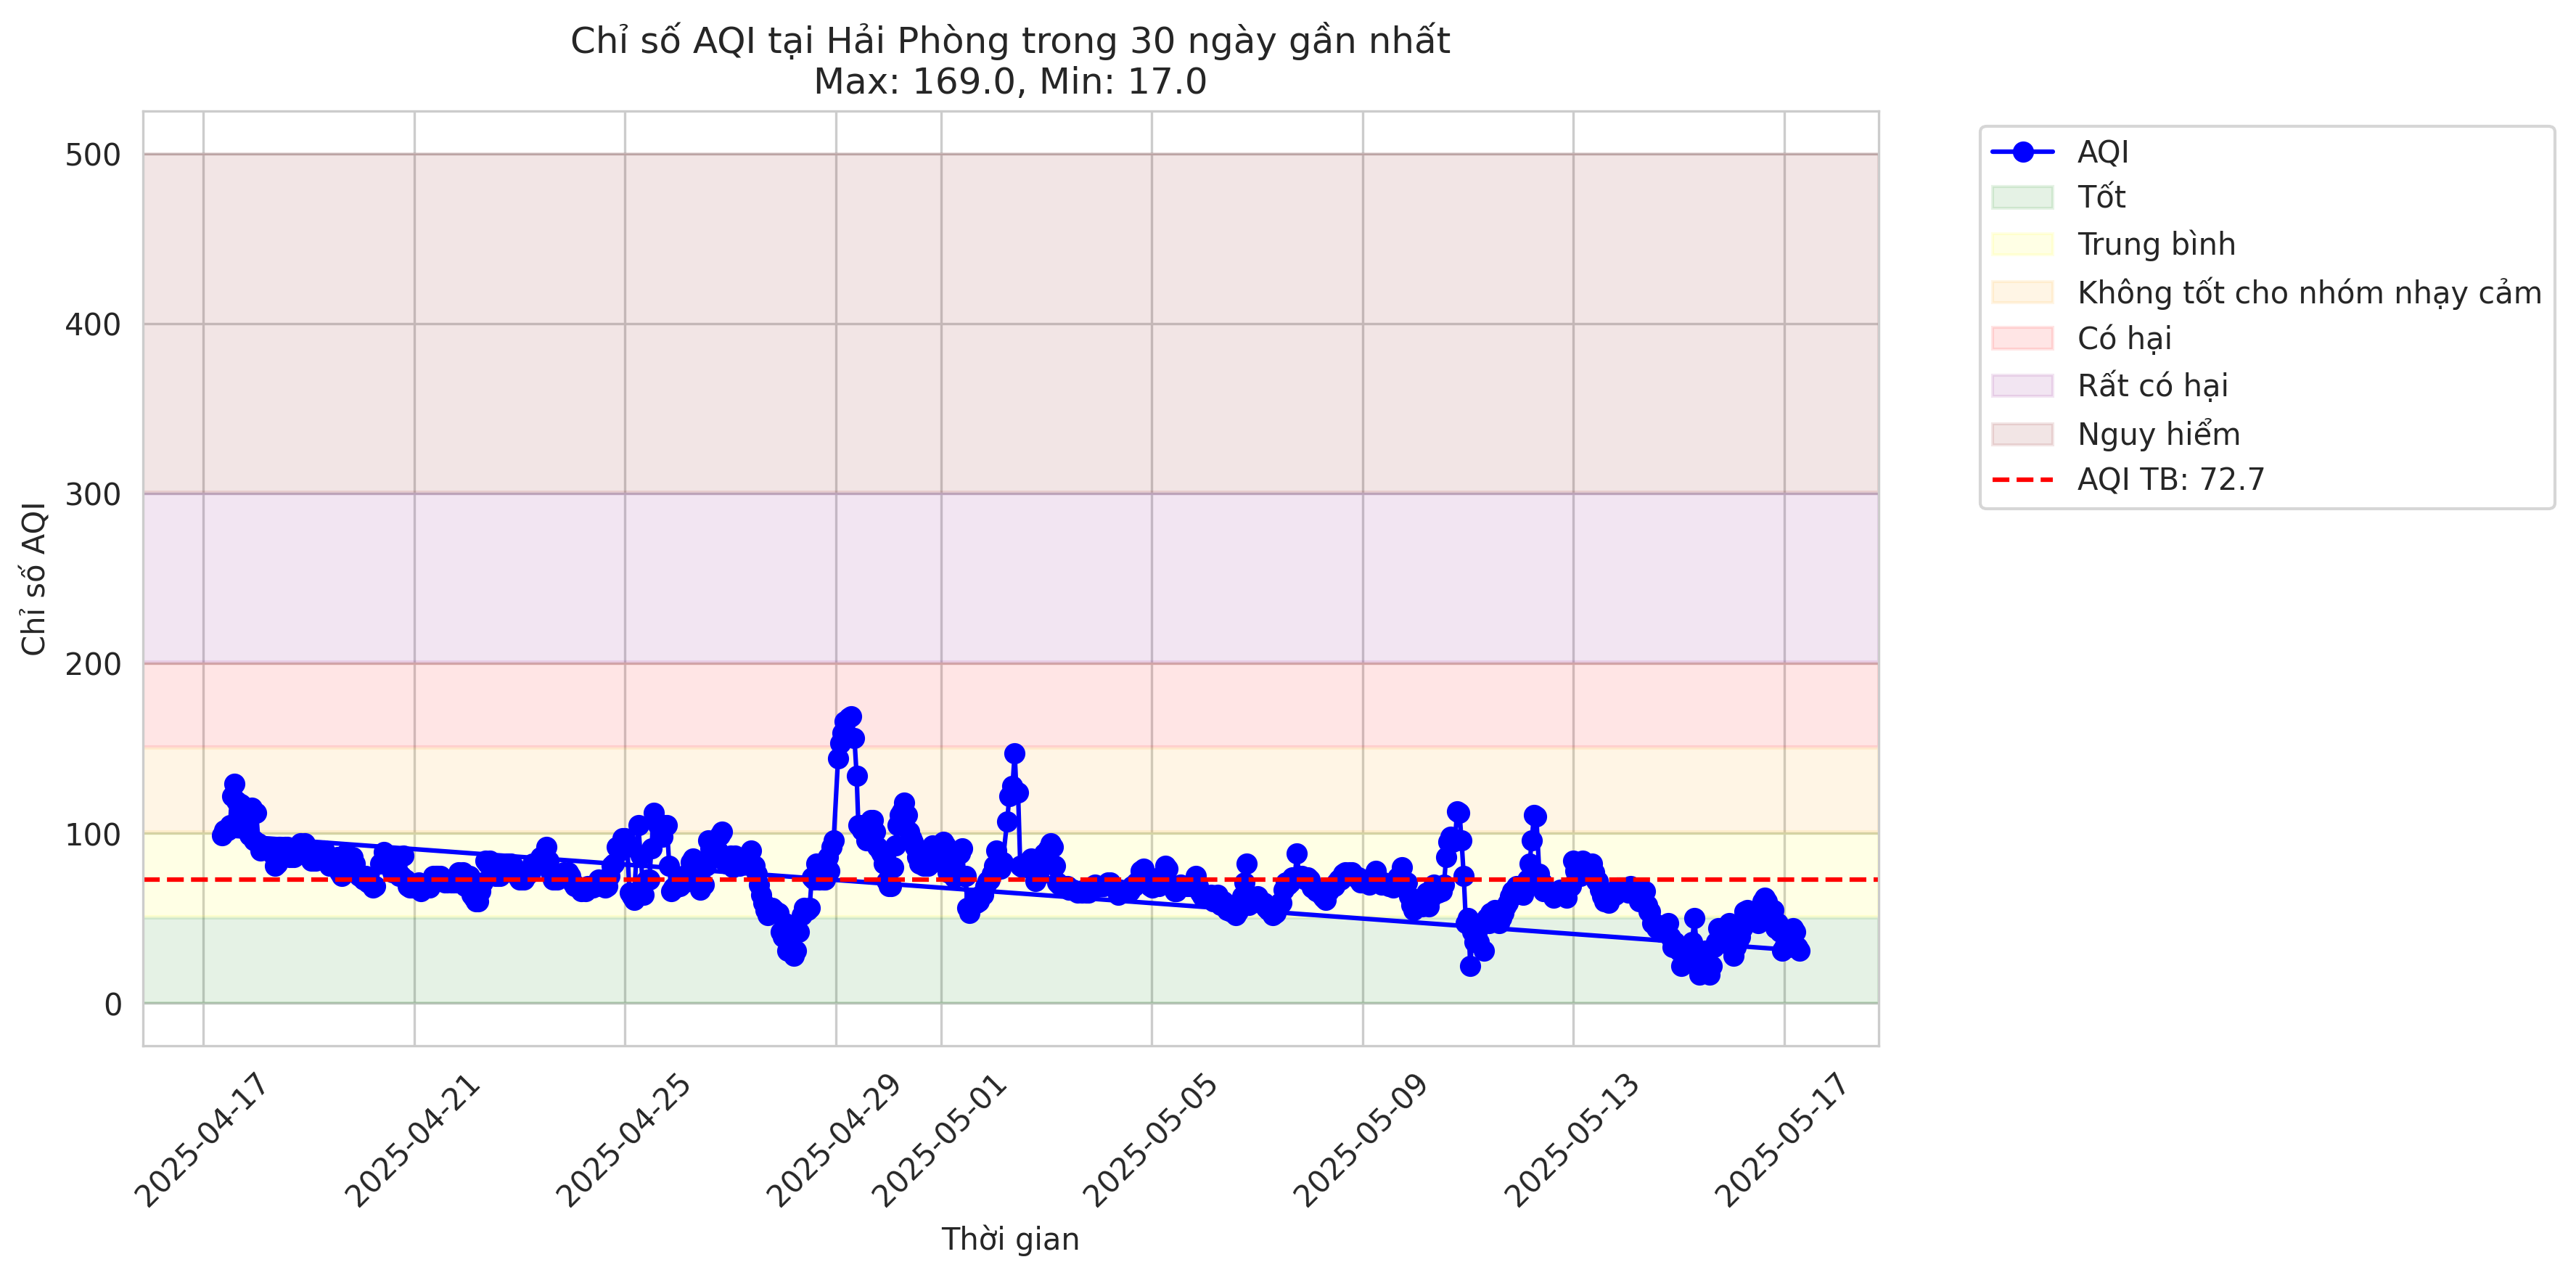 Chỉ số AQI tại Hải Phòng trong 30 ngày gần nhất
Max: 169.0, Min: 17.0
Chỉ số AQI
500
400
300
200
100
0
2025-04-17
2025-04-21
2025-04-25
2025-04-29
2025-05-01
2025-05-05
2025-05-09
2025-05-13
2025-05-17
Thời gian
AQI
Tốt
Trung bình
Không tốt cho nhóm nhạy cảm
Có hại
Rất có hại
Nguy hiểm
AQI TB: 72.7